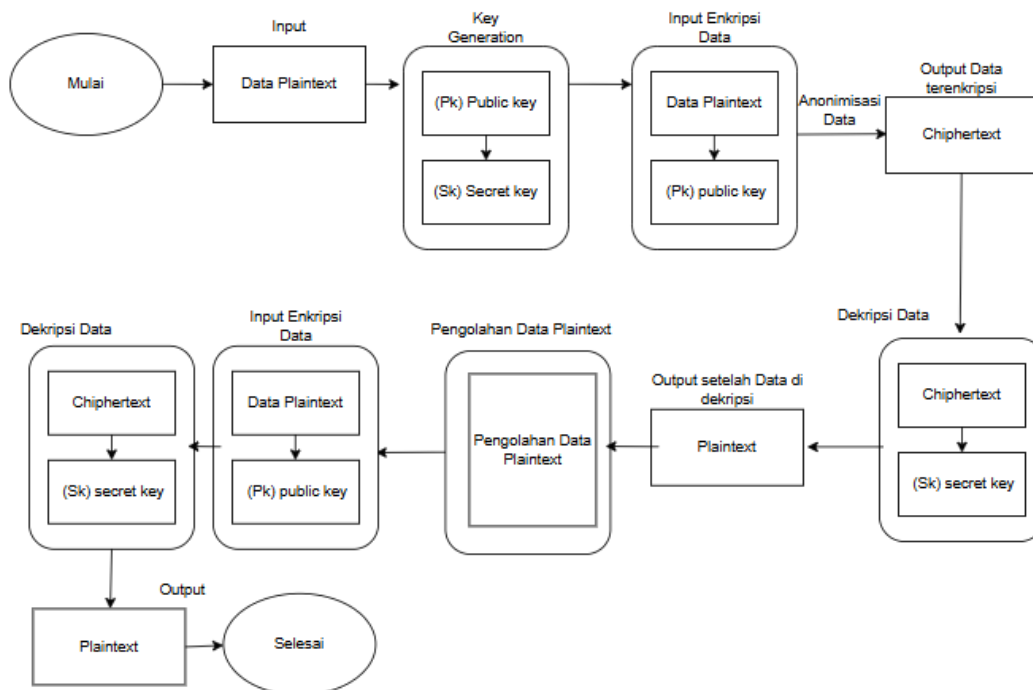 Mulai
Input
Data Plaintext
Key
Generation
(Pk) Public key
(Sk) Secret key
Input Enkripsi
Data
Data Plaintext
(Pk) public key
Anonimisasi
Data
Output Data
terenkripsi
Chiphertext
Dekripsi Data
Chiphertext
(Sk) secret key
Output setelah Data di
dekripsi
Plaintext
Pengolahan Data Plaintext
Pengolahan Data
Plaintext
Input Enkripsi
Data
Data Plaintext
(Pk) public key
Dekripsi Data
Chiphertext
(Sk) secret key
Plaintext
Output
Selesai